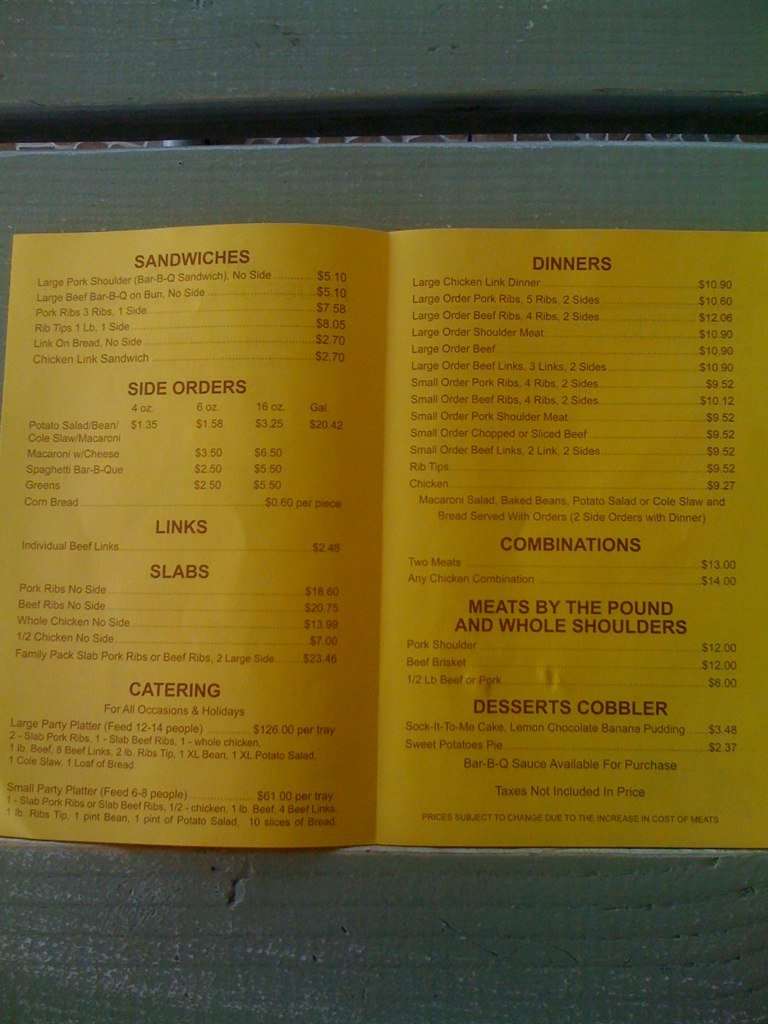 SANDWICHES
Large Pork Shoulder (Bar-B-Q Sandwich), No Side $5.10
Large Beef Bar-B-Q on Bun, No Side $5.10
Pork Ribs 3 Ribs, 1 Side $7.58
Rib Tips 1 Lb, 1 Side $8.05
Link On Bread, No Side $2.70
Chicken Link Sandwich $2.70
SIDE ORDERS
4 oz. 6 oz. 16 oz. Gal
Potato Salad/Bean/ $1.35 $1.58 $3.25 $20.42
Cole Slaw/Macaroni
Macaroni w/Cheese $3.50 $6.50
Spaghetti Bar-B-Que $2.50 $5.50
Greens $2.50 $5.50
Corn Bread $0.60 per piece
LINKS
Individual Beef Links $2.45
SLABS
Pork Ribs No Side $18.60
Beef Ribs No Side $20.75
Whole Chicken No Side $13.99
1/2 Chicken No Side $7.00
Family Pack Slab Pork Ribs or Beef Ribs, 2 Large Side $23.46
CATERING
For All Occasions & Holidays
Large Party Platter (Feed 12-14 people) $126.00 per tray
2 - Slab Pork Ribs, 1 - Slab Beef Ribs, 1 - whole chicken,
1 lb. Beef, 8 Beef Links, 2 lb. Ribs Tip, 1 XL Bean, 1 XL Potato Salad,
1 Cole Slaw, 1 Loaf of Bread
Small Party Platter (Feed 6-8 people) $61.00 per tray
1 - Slab Pork Ribs or Slab Beef Ribs, 1/2 - chicken, 1 lb. Beef, 4 Beef Links,
1 lb. Ribs Tip, 1 pint Bean, 1 pint of Potato Salad, 10 slices of Bread
DINNERS
Large Chicken Link Dinner $10.90
Large Order Pork Ribs, 5 Ribs, 2 Sides $10.60
Large Order Beef Ribs, 4 Ribs, 2 Sides $12.06
Large Order Shoulder Meat $10.90
Large Order Beef $10.90
Large Order Beef Links, 3 Links, 2 Sides $10.90
Small Order Pork Ribs, 4 Ribs, 2 Sides $9.52
Small Order Beef Ribs, 4 Ribs, 2 Sides $10.12
Small Order Pork Shoulder Meat $9.52
Small Order Chopped or Sliced Beef $9.52
Small Order Beef Links, 2 Link, 2 Sides $9.52
Rib Tips $9.52
Chicken $9.27
Macaroni Salad, Baked Beans, Potato Salad or Cole Slaw and
Bread Served With Orders (2 Side Orders with Dinner)
COMBINATIONS
Two Meats $13.00
Any Chicken Combination $14.00
MEATS BY THE POUND
AND WHOLE SHOULDERS
Pork Shoulder $12.00
Beef Brisket $12.00
1/2 Lb Beef or Pork $6.00
DESSERTS COBBLER
Sock-It-To-Me Cake, Lemon Chocolate Banana Pudding $3.48
Sweet Potatoes Pie $2.37
Bar-B-Q Sauce Available For Purchase
Taxes Not Included In Price
PRICES SUBJECT TO CHANGE DUE TO THE INCREASE IN COST OF MEATS